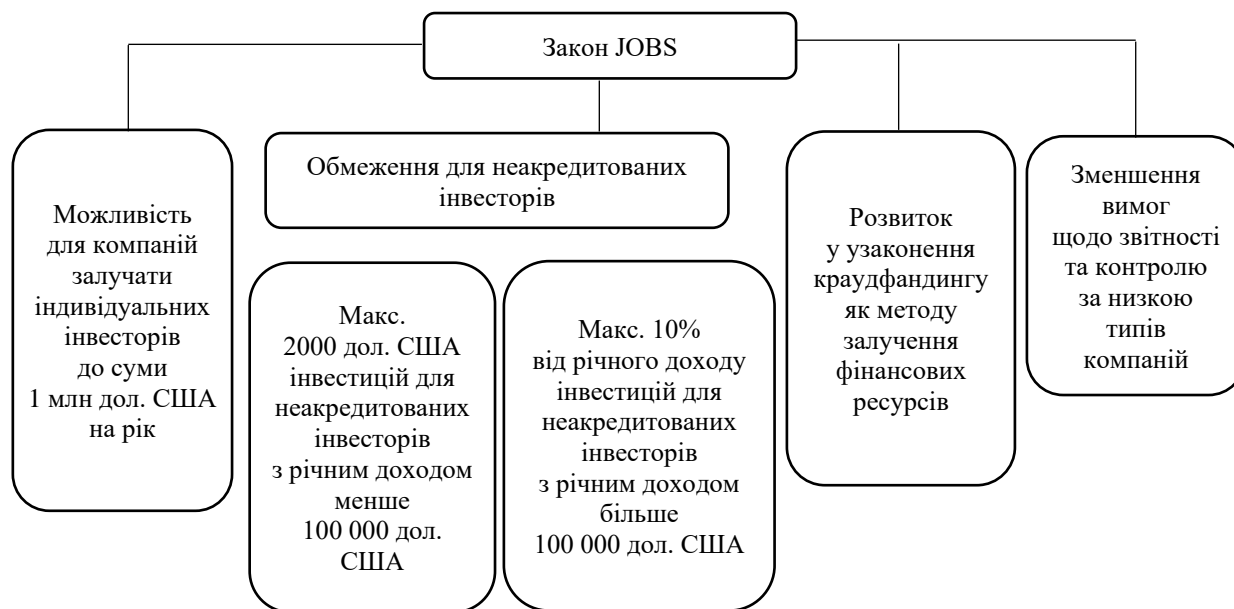 Закон JOBS
Можливість
для компаній
залучати
індивідуальних
інвесторів
до суми
1 млн дол. США
на рік
Обмеження для неакредитованих
інвесторів
Макс.
2000 дол. США
інвестицій для
неакредитованих
інвесторів
з річним доходом
менше
100 000 дол.
США
Макс. 10%
від річного доходу
інвестицій для
неакредитованих
інвесторів
з річним доходом
більше
100 000 дол. США
Розвиток
у узаконення
краудфандингу
як методу
залучення
фінансових
ресурсів
Зменшення
вимог
щодо звітності
та контролю
за низкою
типів
компаній